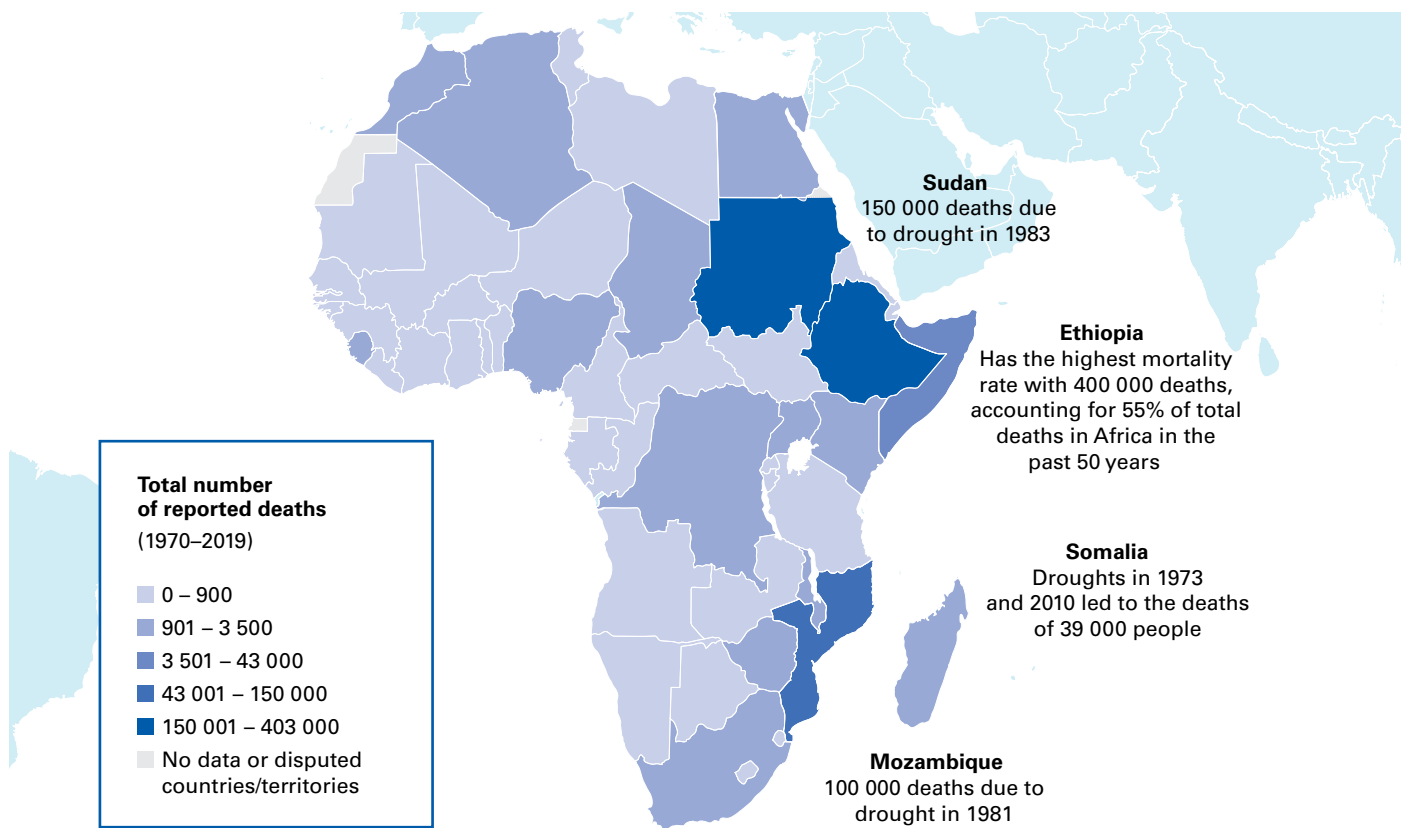 Sudan
150 000 deaths due
to drought in 1983
Ethiopia
Has the highest mortality
rate with 400 000 deaths,
accounting for 55% of total
deaths in Africa in the
past 50 years
Total number
of reported deaths
(1970–2019)
0 – 900
901 – 3 500
3 501 – 43 000
43 001 – 150 000
150 001 – 403 000
No data or disputed
countries/territories
Somalia
Droughts in 1973
and 2010 led to the deaths
of 39 000 people
Mozambique
100 000 deaths due to
drought in 1981